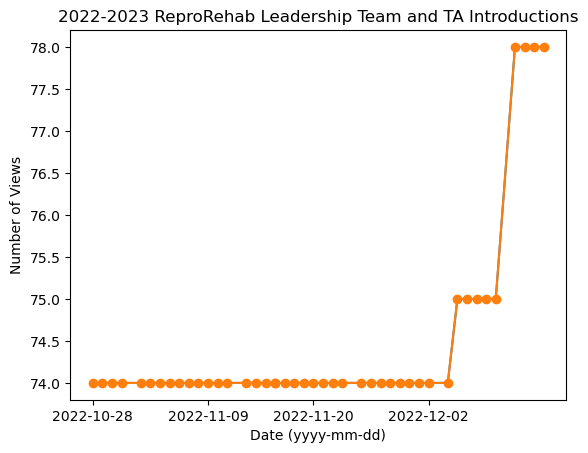 2022-2023 ReproRehab Leadership Team and TA Introductions
78.0
77.5
77.0
76.5
76.0
75.5
75.0
74.5
74.0
Number of Views
2022-10-28 2022-11-09 2022-11-20 2022-12-02
Date (yyyy-mm-dd)